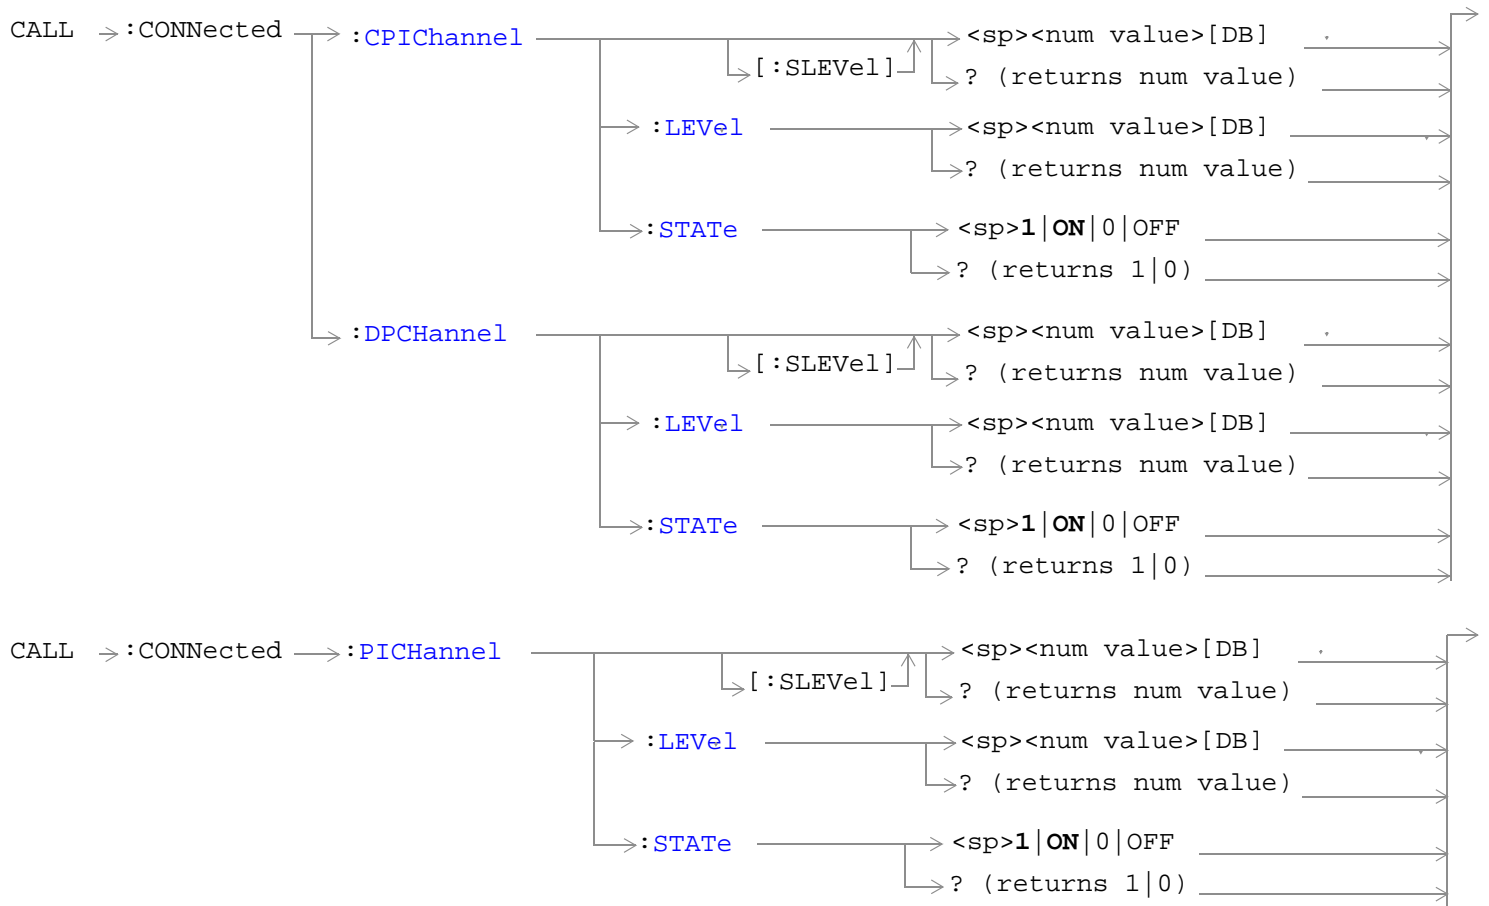 CALL :CONNected :CPIChannel <sp><num value>[DB]
[:SLEVel] ? (returns num value)
:LEVel <sp><num value>[DB]
? (returns num value)
:STATe <sp>1|ON|0|OFF
? (returns 1|0)
:DPCHannel <sp><num value>[DB]
[:SLEVel] ? (returns num value)
:LEVel <sp><num value>[DB]
? (returns num value)
:STATe <sp>1|ON|0|OFF
? (returns 1|0)
CALL :CONNected :PICHannel <sp><num value>[DB]
[:SLEVel] ? (returns num value)
:LEVel <sp><num value>[DB]
? (returns num value)
:STATe <sp>1|ON|0|OFF
? (returns 1|0)